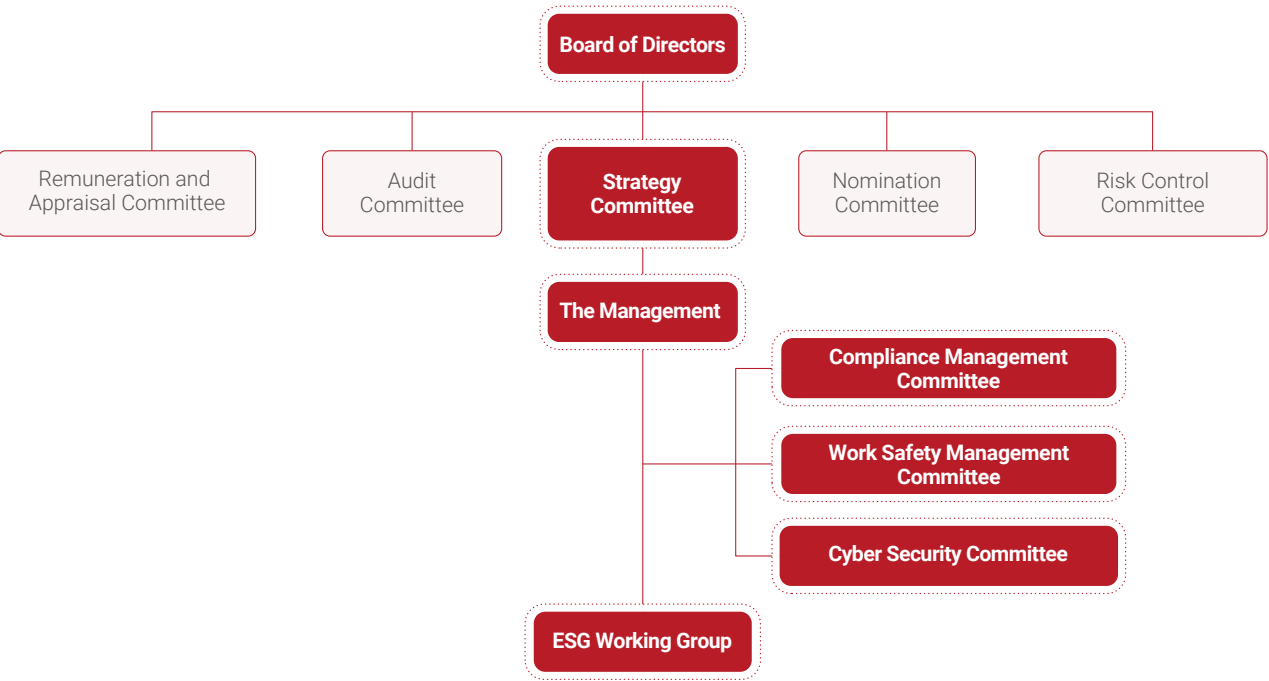 Board of Directors
Remuneration and
Appraisal Committee
Audit
Committee
Strategy
Committee
Nomination
Committee
Risk Control
Committee
The Management
Compliance Management
Committee
Work Safety Management
Committee
Cyber Security Committee
ESG Working Group